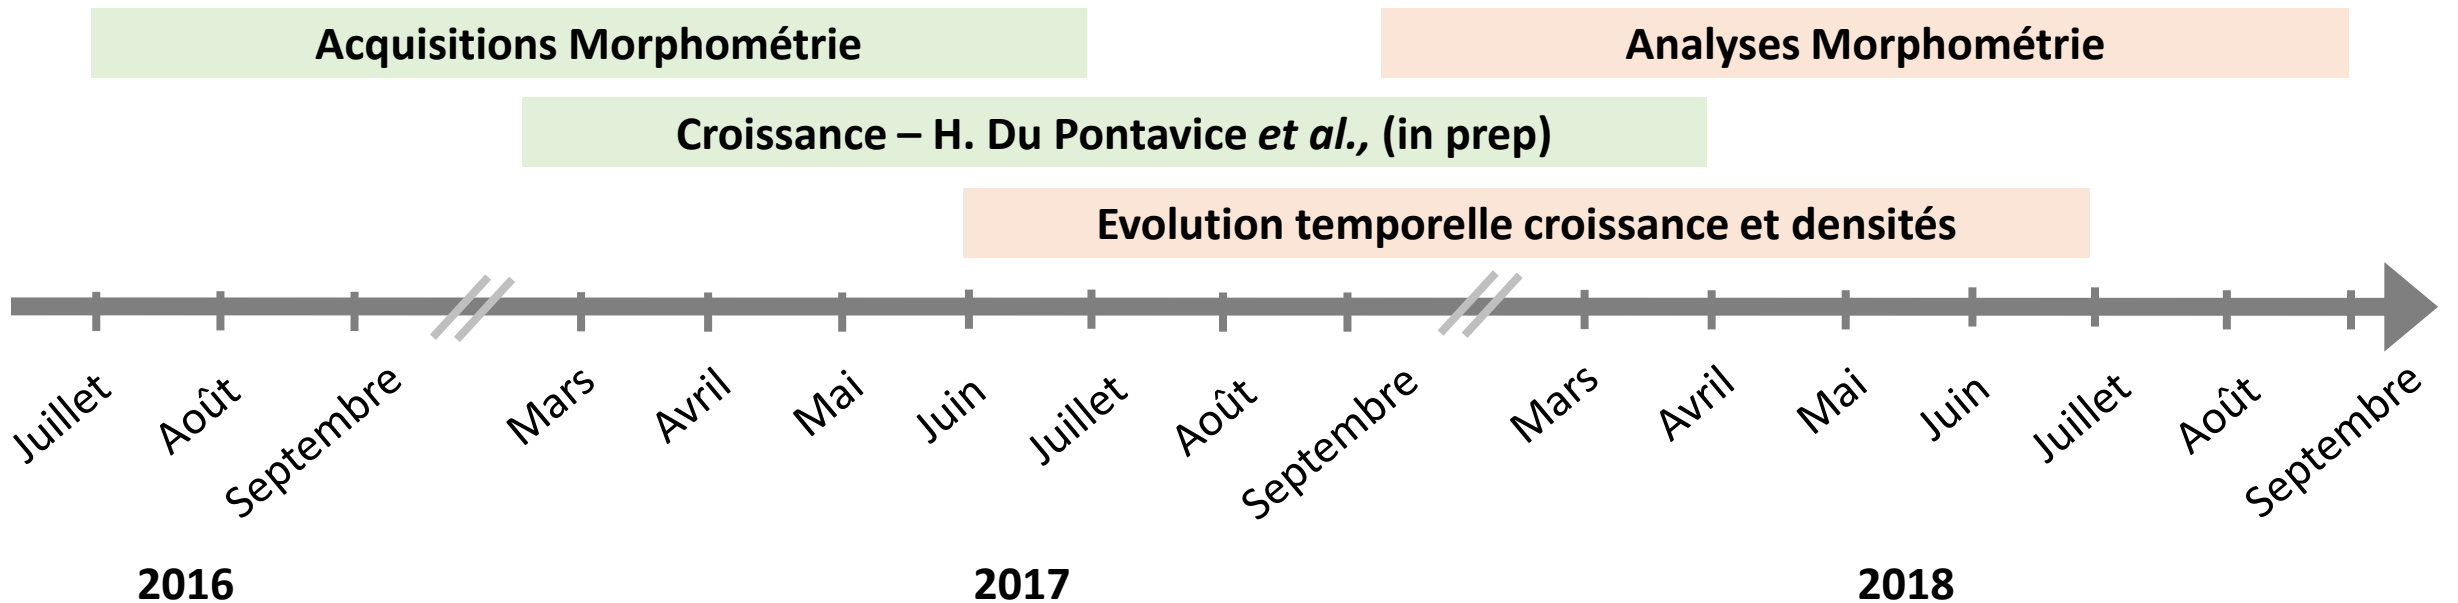 Acquisitions Morphométrie
Analyses Morphométrie
Croissance – H. Du Pontavice et al., (in prep)
Evolution temporelle croissance et densités
Juillet
Août
Septembre
Mars
Avril
Mai
Juin
Juillet
Août
Septembre
Mars
Avril
Mai
Juin
Juillet
Août
Septembre
2016
2017
2018